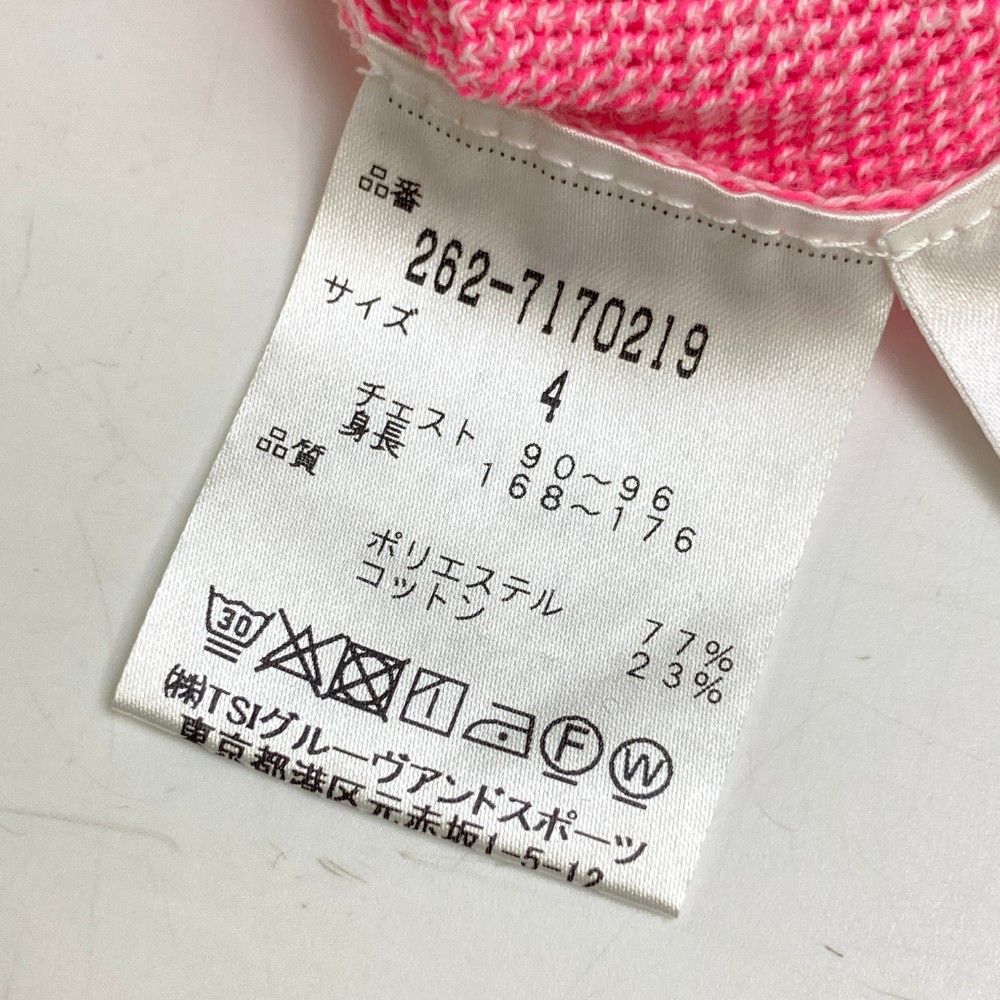 品番
262-7170219
サイズ
4
チェスト 90～96
身長 168～176
品質
ポリエステル 77%
コットン 23%
30 F W
(株)TSIグルーヴアンドスポーツ
東京都港区元赤坂1-5-12